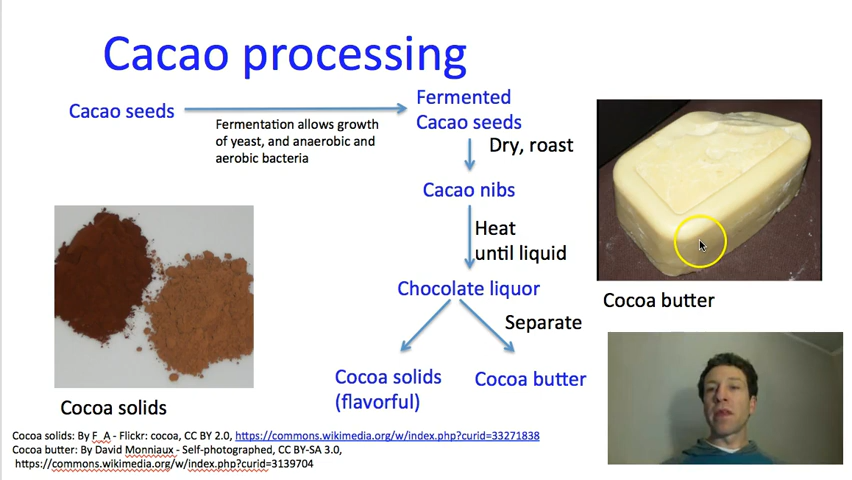 Cacao processing
Cacao seeds
Fermentation allows growth
of yeast, and anaerobic and
aerobic bacteria
Fermented
Cacao seeds
Dry, roast
Cacao nibs
Heat
until liquid
Chocolate liquor
Separate
Cocoa solids
(flavorful)
Cocoa butter
Cocoa butter
Cocoa solids
Cocoa solids: By F_A - Flickr: cocoa, CC BY 2.0, https://commons.wikimedia.org/w/index.php?curid=33271838
Cocoa butter: By David Monniaux - Self-photographed, CC BY-SA 3.0,
https://commons.wikimedia.org/w/index.php?curid=3139704